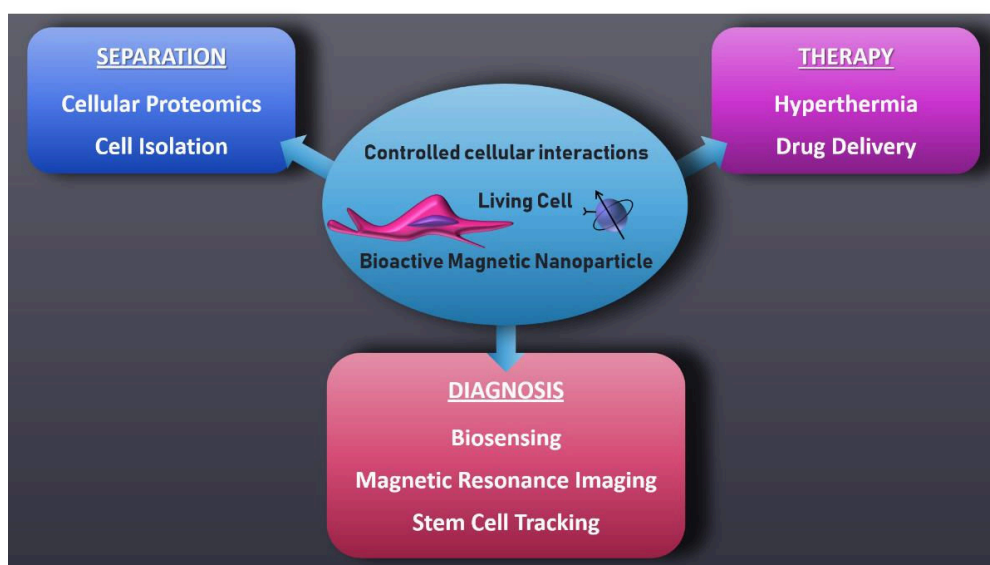 SEPARATION
Cellular Proteomics
Cell Isolation
THERAPY
Hyperthermia
Drug Delivery
Controlled cellular interactions
Living Cell
Bioactive Magnetic Nanoparticle
DIAGNOSIS
Biosensing
Magnetic Resonance Imaging
Stem Cell Tracking